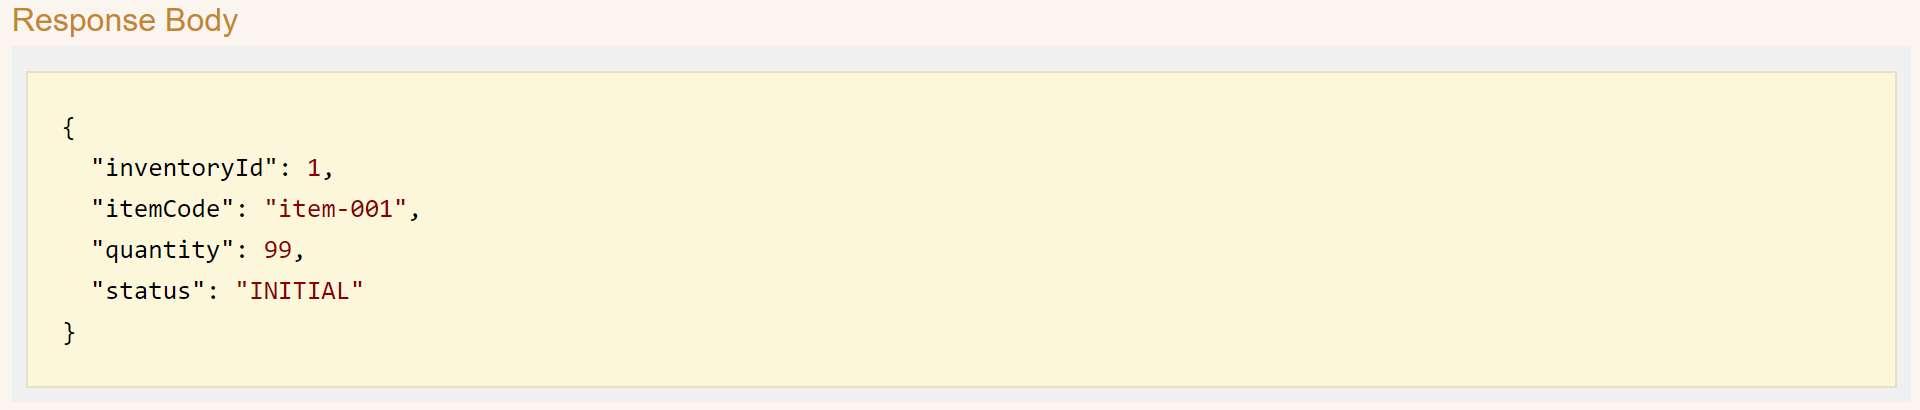 Response Body
{
  "inventoryId": 1,
  "itemCode": "item-001",
  "quantity": 99,
  "status": "INITIAL"
}